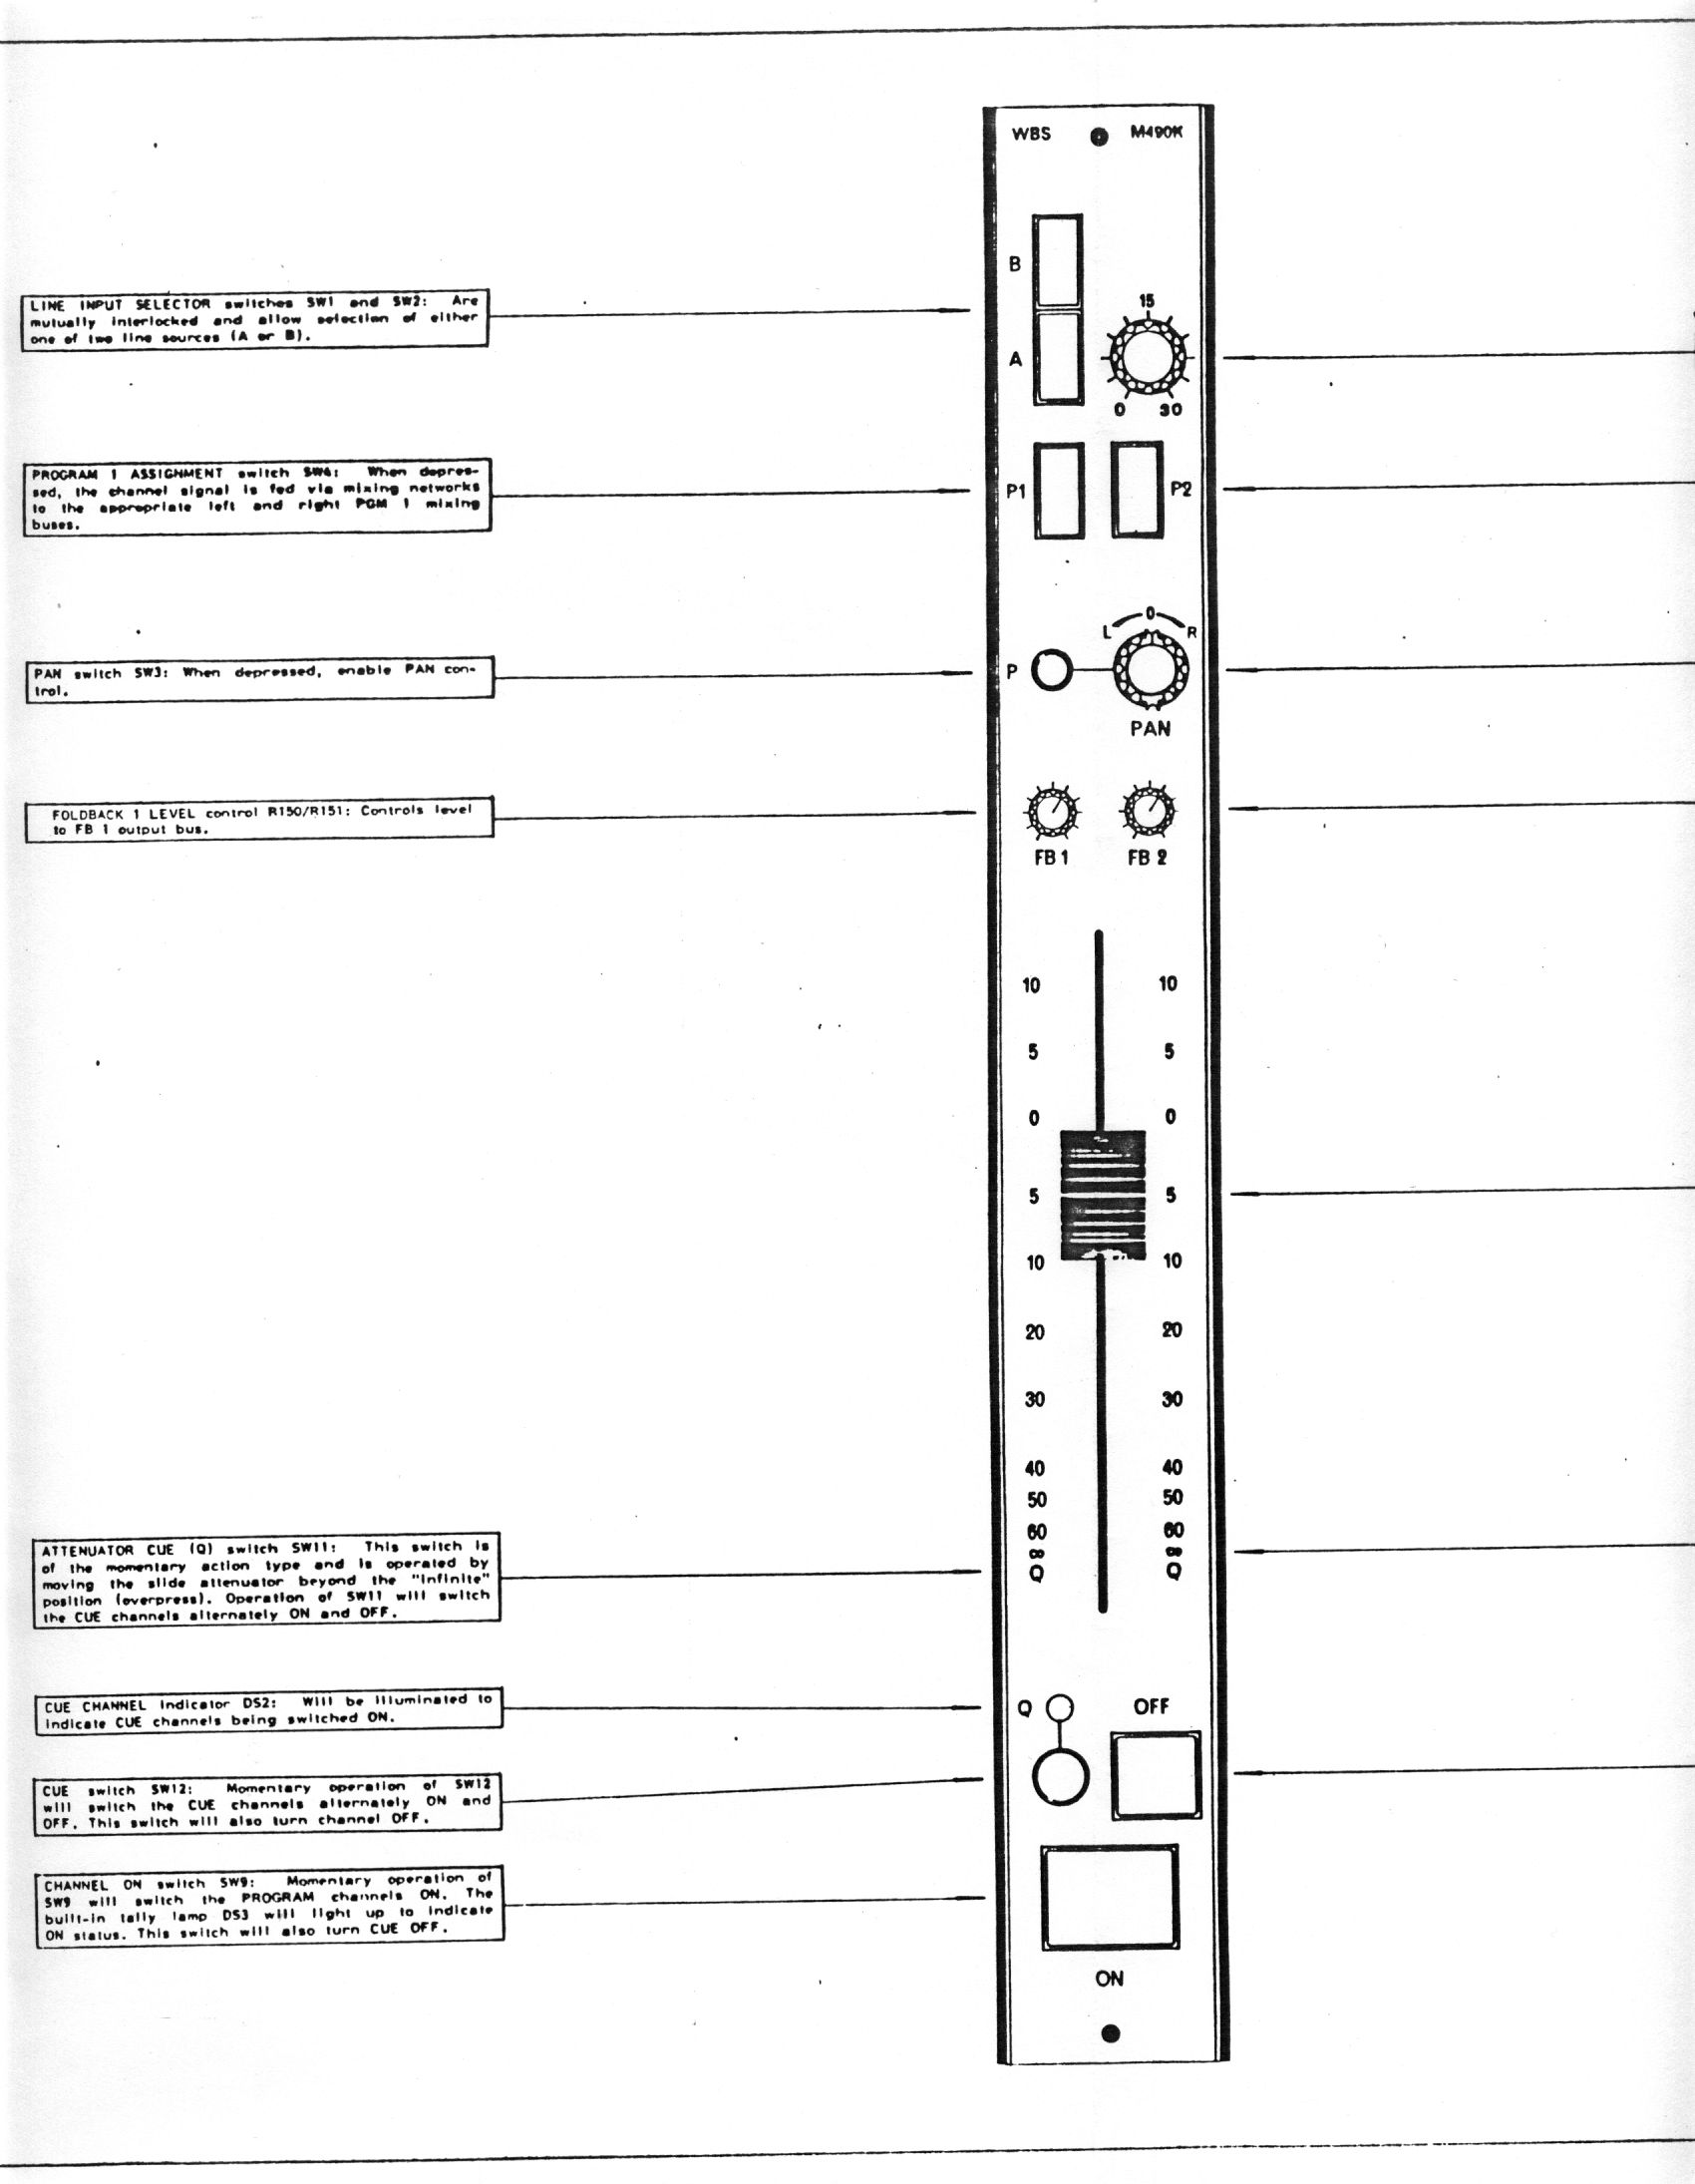 WBS M490K
B
LINE INPUT SELECTOR switches SW1 and SW2: Are
mutually interlocked and allow selection of either
one of two line sources (A or B).
15
A
0 30
PROGRAM 1 ASSIGNMENT switch SW4: When depres-
sed, the channel signal is fed via mixing networks
to the appropriate left and right PGM 1 mixing
buses.
P1 P2
L 0 R
PAN switch SW3: When depressed, enable PAN con-
trol.
P
PAN
FOLDBACK 1 LEVEL control R150/R151: Controls level
to FB 1 output bus.
FB 1 FB 2
10 10
5 5
0 0
5 5
10 10
20 20
30 30
40 40
50 50
60 60
∞ ∞
Q Q
ATTENUATOR CUE (Q) switch SW11: This switch is
of the momentary action type and is operated by
moving the slide attenuator beyond the "infinite"
position (overpress). Operation of SW11 will switch
the CUE channels alternately ON and OFF.
CUE CHANNEL indicator DS2: Will be illuminated to
indicate CUE channels being switched ON.
Q OFF
CUE switch SW12: Momentary operation of SW12
will switch the CUE channels alternately ON and
OFF. This switch will also turn channel OFF.
CHANNEL ON switch SW9: Momentary operation of
SW9 will switch the PROGRAM channels ON. The
built-in tally lamp DS3 will light up to indicate
ON status. This switch will also turn CUE OFF.
ON